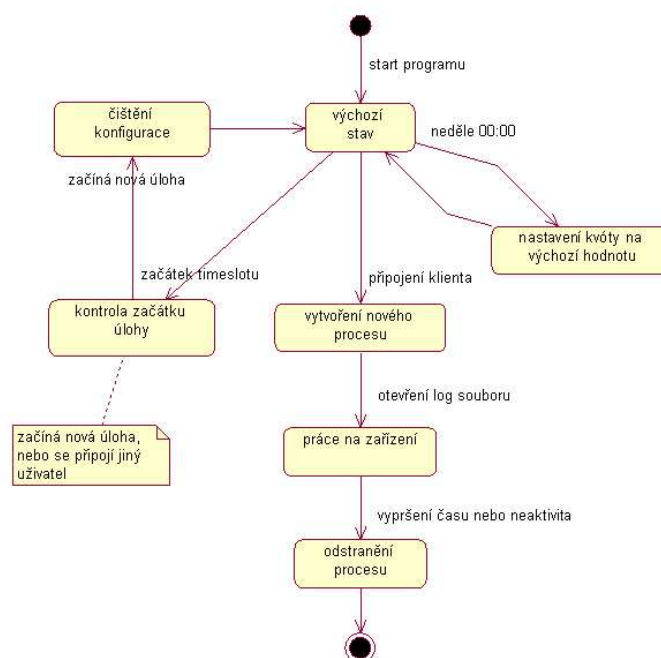 start programu
čištění
konfigurace
výchozí
stav
neděle 00:00
začíná nová úloha
nastavení kvóty na
výchozí hodnotu
začátek timeslotu
připojení klienta
kontrola začátku
úlohy
vytvoření nového
procesu
otevření log souboru
začíná nová úloha,
nebo se připojí jiný
uživatel
práce na zařízení
vypršení času nebo neaktivita
odstranění
procesu